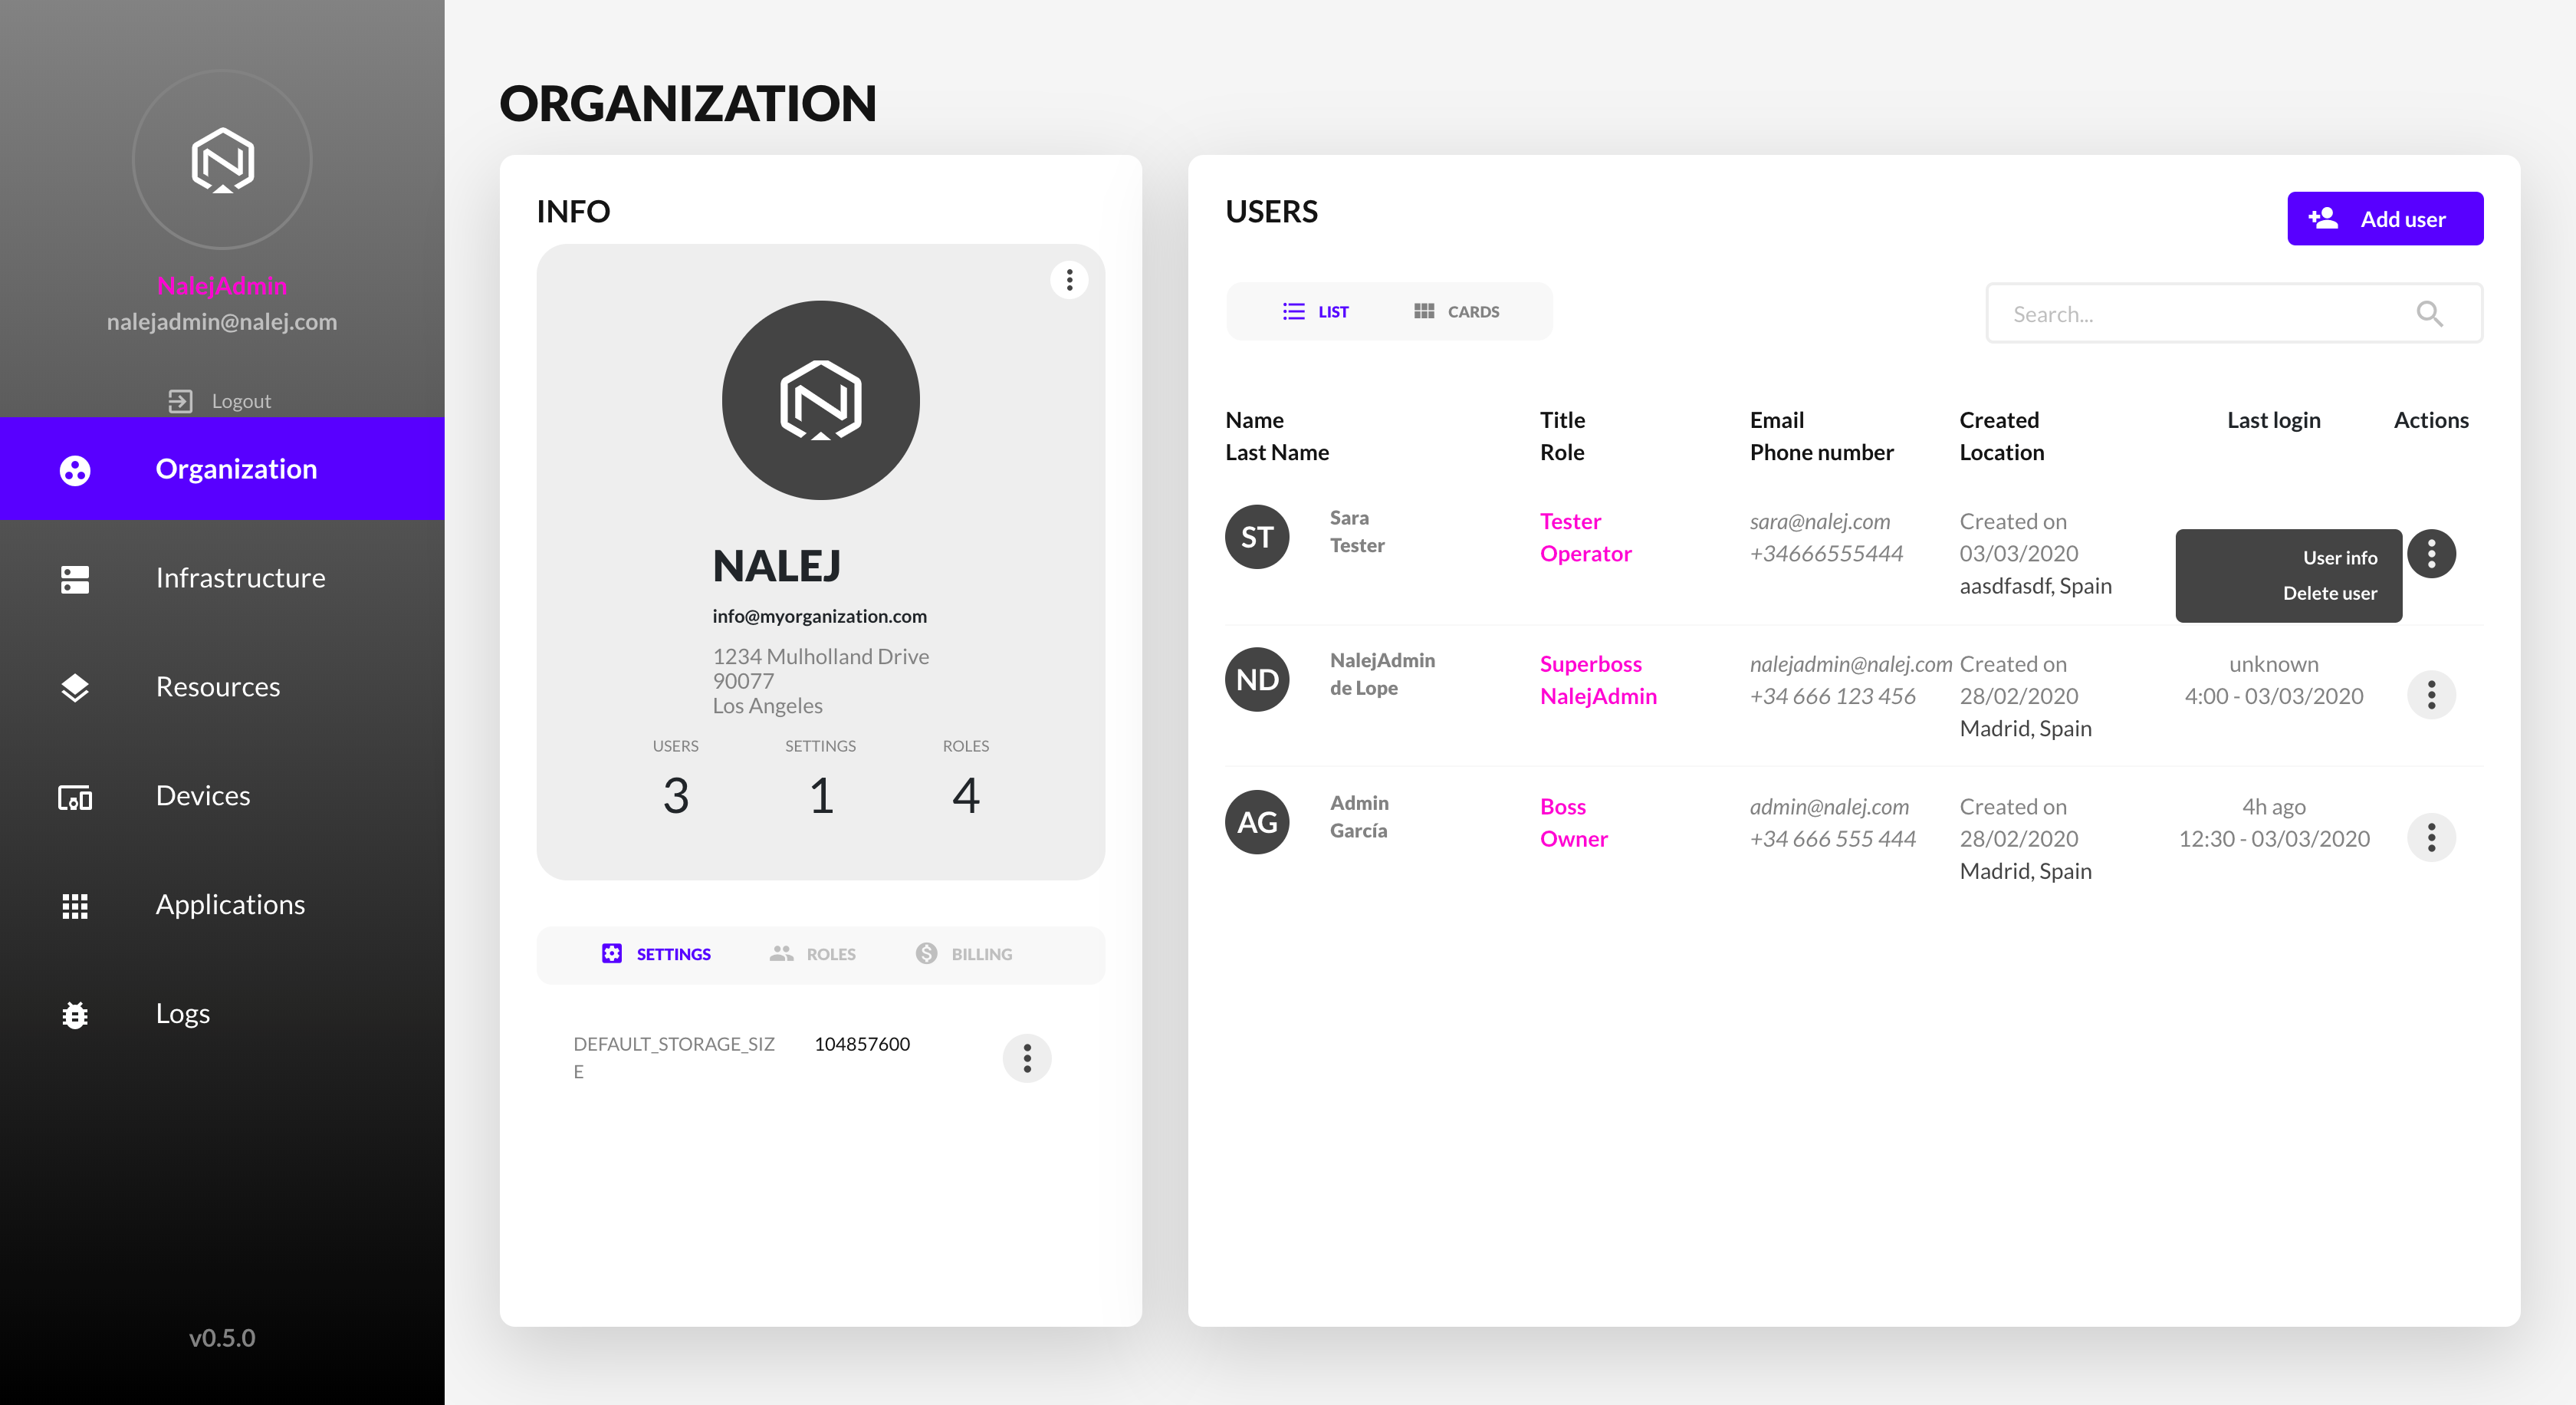 NalejAdmin
nalejadmin@nalej.com
Logout
Organization
Infrastructure
Resources
Devices
Applications
Logs
v0.5.0
ORGANIZATION
INFO
NALEJ
info@myorganization.com
1234 Mulholland Drive
90077
Los Angeles
USERS SETTINGS ROLES
3 1 4
SETTINGS ROLES BILLING
DEFAULT_STORAGE_SIZ 104857600
E
USERS
Add user
LIST CARDS
Search...
Name Title Email Created Last login Actions
Last Name Role Phone number Location
ST
Sara
Tester
Tester
Operator
sara@nalej.com
+34666555444
Created on
03/03/2020
aasdfasdf, Spain
User info
Delete user
ND
NalejAdmin
de Lope
Superboss
NalejAdmin
nalejadmin@nalej.com
+34 666 123 456
Created on
28/02/2020
Madrid, Spain
unknown
4:00 - 03/03/2020
AG
Admin
García
Boss
Owner
admin@nalej.com
+34 666 555 444
Created on
28/02/2020
Madrid, Spain
4h ago
12:30 - 03/03/2020